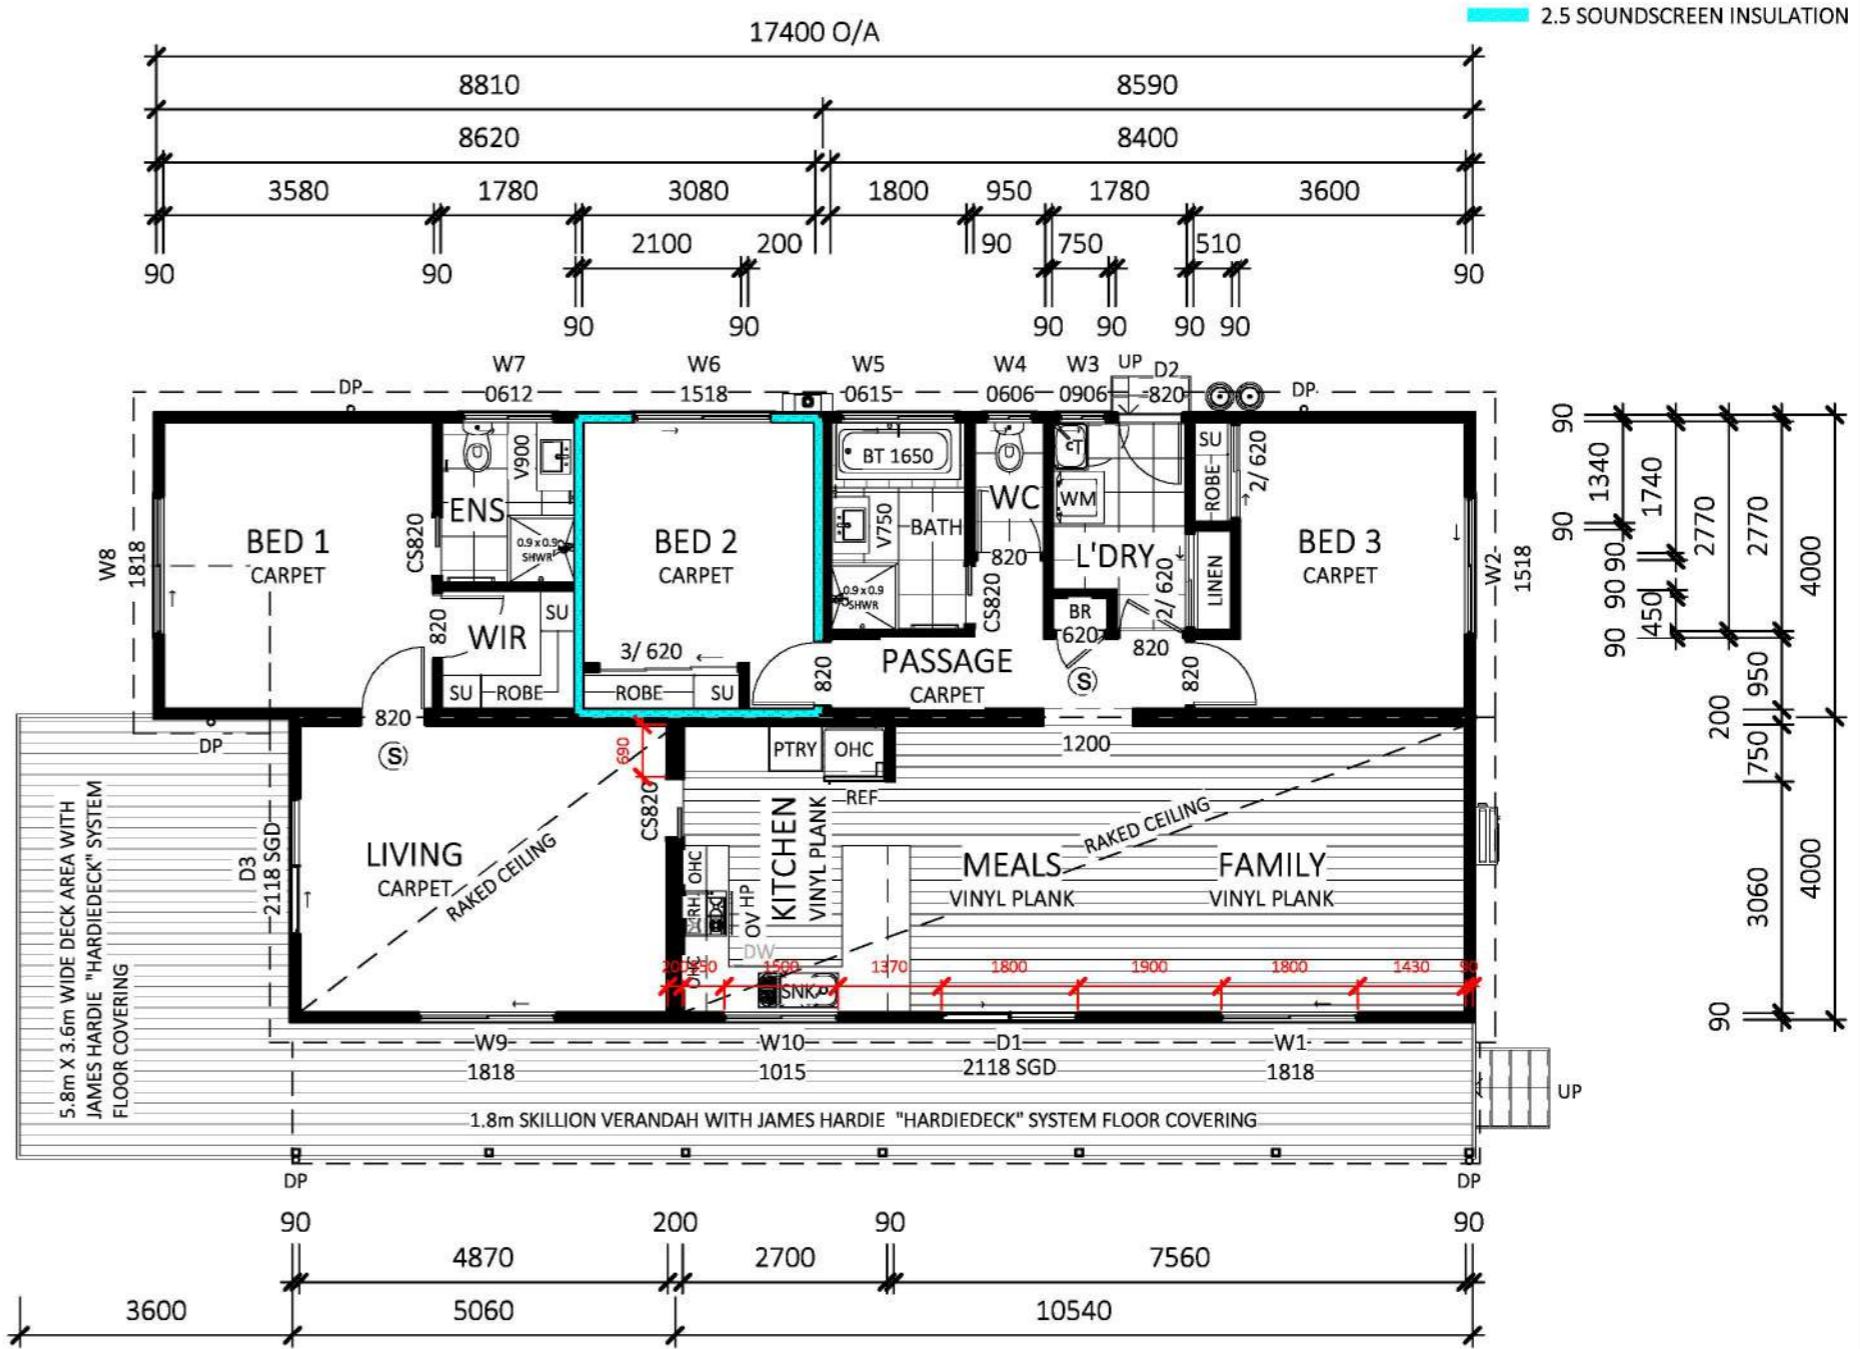 2.5 SOUNDSCREEN INSULATION
17400 O/A
8810 8590
8620 8400
3580 1780 3080 1800 950 1780 3600
2100 200 90 750 510
90 90 90
90 90 90 90 90 90
W7 W6 W5 W4 W3 UP D2
DP 0612 1518 0615 0606 0906 820 DP
V900
BT 1650
T
SU
2/ 620
ROBE
WM
ENS
WC
BED 1
CARPET
CS820
0.9 x 0.9
SHWR
BED 2
CARPET
V750
BATH
820
L'DRY
BED 3
CARPET
W8
1818
W2
1518
LINEN
2/ 620
0.9 x 0.9
SHWR
CS820
BR
620
820
SU
WIR
820
3/ 620
PASSAGE
CARPET
820
820
S
SU ROBE
ROBE SU
820
S
DP
690
PTRY OHC
REF
1200
CS820
LIVING
CARPET
RAKED CEILING
D3
2118 SGD
OHC
RH
OV HP
OHC
DW
SNK
KITCHEN
VINYL PLANK
MEALS
VINYL PLANK
RAKED CEILING
FAMILY
VINYL PLANK
200 550 1500 1370 1800 1900 1800 1430 90
5.8m X 3.6m WIDE DECK AREA WITH
JAMES HARDIE "HARDIEDECK" SYSTEM
FLOOR COVERING
W9 W10 D1 W1
1818 1015 2118 SGD 1818
UP
1.8m SKILLION VERANDAH WITH JAMES HARDIE "HARDIEDECK" SYSTEM FLOOR COVERING
DP DP
90 200 90 90
4870 2700 7560
3600 5060 10540
90
1340
90
1740
90
90
450
90
2770
2770
4000
950
200
750
3060
4000
90